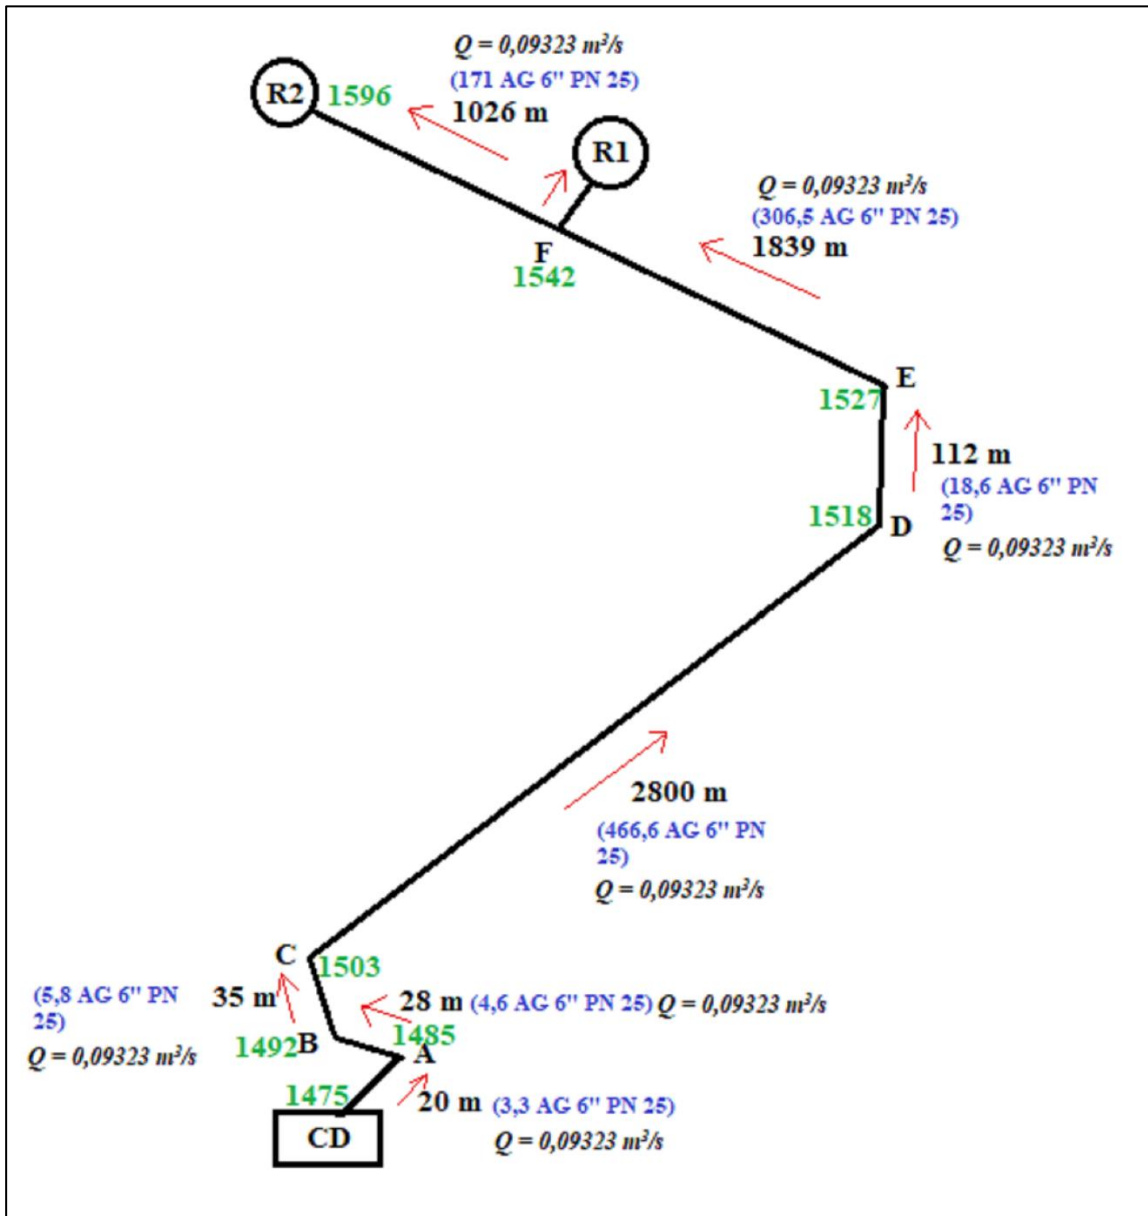 Q = 0,09323 m³/s
(171 AG 6" PN 25)
1026 m
R2
1596
R1
Q = 0,09323 m³/s
(306,5 AG 6" PN 25)
1839 m
F
1542
E
1527
112 m
(18,6 AG 6" PN
25)
Q = 0,09323 m³/s
1518
D
2800 m
(466,6 AG 6" PN
25)
Q = 0,09323 m³/s
C
1503
(5,8 AG 6" PN
25)
35 m
Q = 0,09323 m³/s
28 m (4,6 AG 6" PN 25) Q = 0,09323 m³/s
1492 B
1485
A
1475
20 m (3,3 AG 6" PN 25)
Q = 0,09323 m³/s
CD